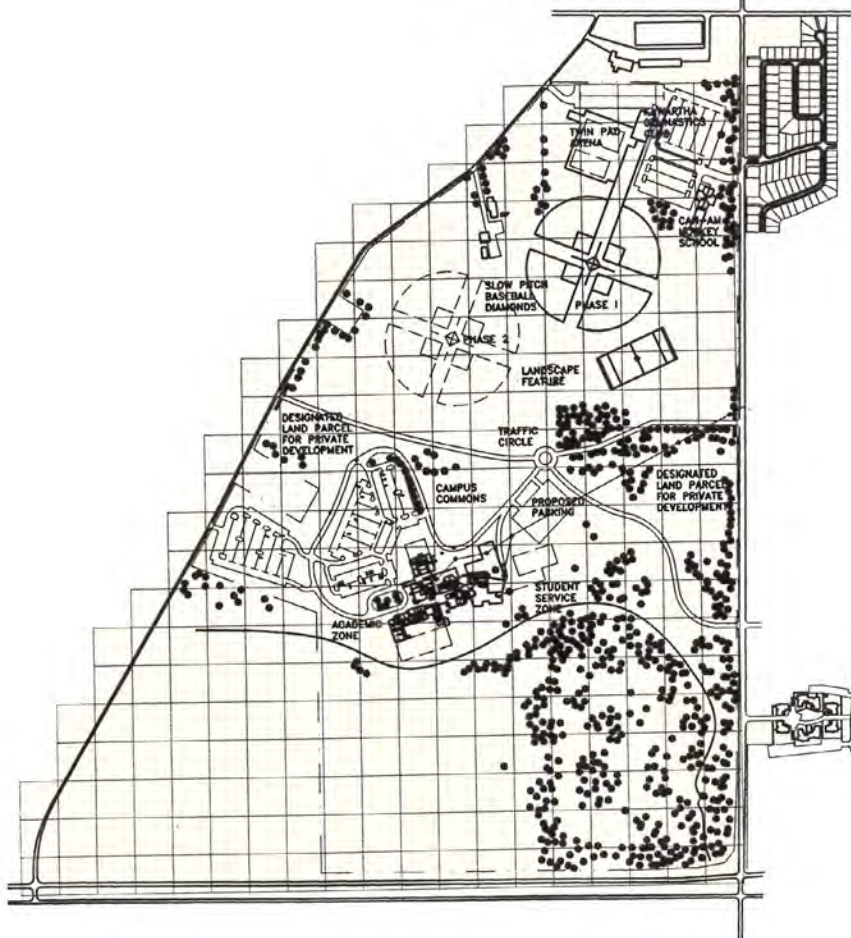 TWIN PAD
ARENA
KAWARTHA
GYMNASTICS
CLUB
CAN-AM
HOCKEY
SCHOOL
SLOW PITCH
BASEBALL
DIAMONDS
PHASE 1
PHASE 2
LANDSCAPE
FEATURE
DESIGNATED
LAND PARCEL
FOR PRIVATE
DEVELOPMENT
TRAFFIC
CIRCLE
CAMPUS
COMMONS
PROPOSED
PARKING
DESIGNATED
LAND PARCEL
FOR PRIVATE
DEVELOPMENT
STUDENT
SERVICE
ZONE
ACADEMIC
ZONE